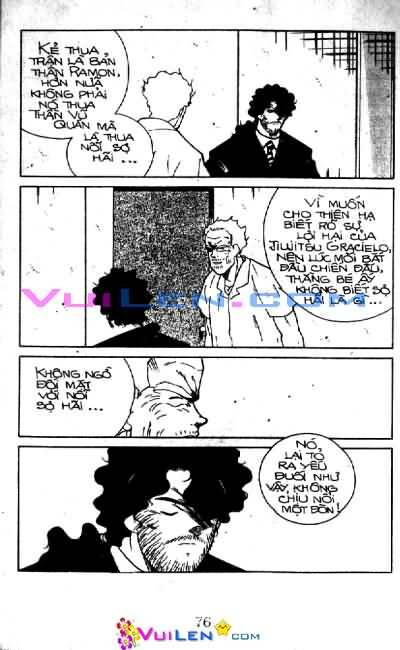 KẺ THUA
TRẬN LÀ BẢN
THÂN RAMON,
HƠN NỮA
KHÔNG PHẢI
NÓ THUA
THẦN VŨ
QUÁN MÀ
LÀ THUA
NỖI SỢ
HÃI ...
VÌ MUỐN
CHO THIÊN HẠ
BIẾT RÕ SỰ
LỢI HẠI CỦA
JIUJITSU GRACIELO,
NÊN LÚC MỚI BẮT
ĐẦU CHIẾN ĐẤU,
THẰNG BÉ ẤY
KHÔNG BIẾT SỢ
HÃI LÀ GÌ ...
VUILEN.COM
KHÔNG NGỜ
ĐỐI MẶT
VỚI NỖI
SỢ HÃI ...
NÓ,
LẠI TỎ
RA YẾU
ĐUỐI NHƯ
VẬY, KHÔNG
CHỊU NỔI
MỘT ĐÒN!
76
VUILEN.COM